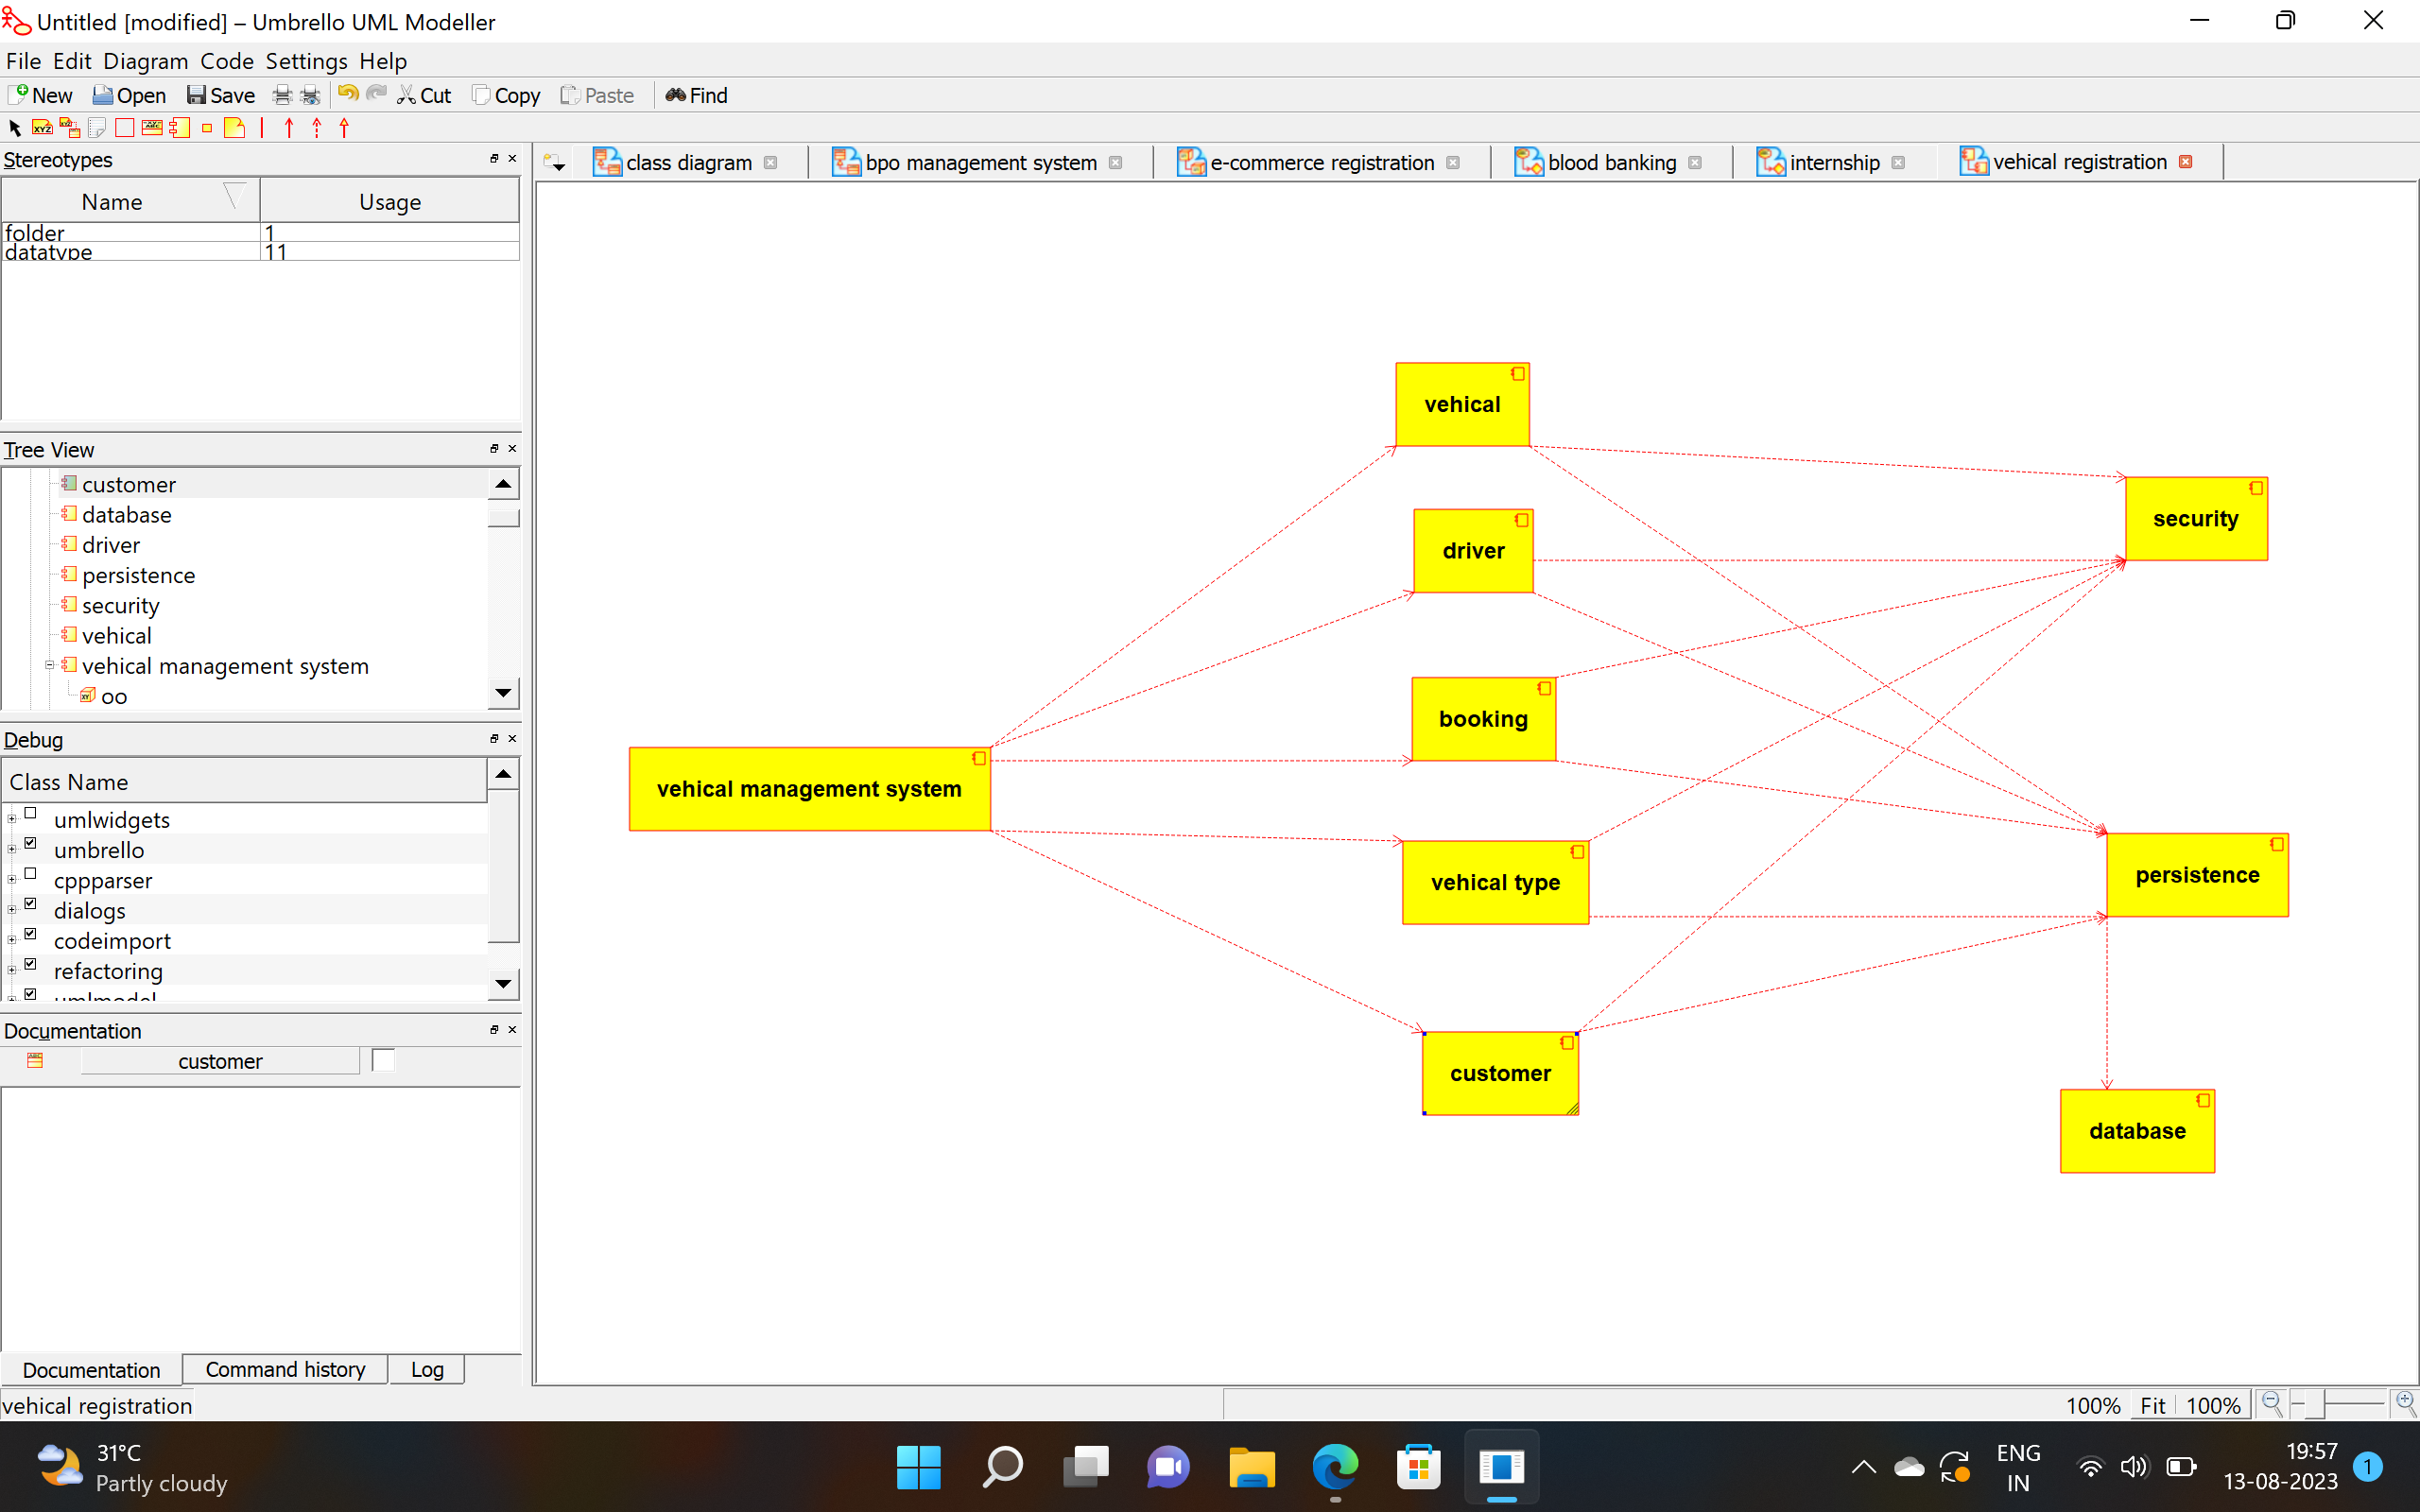 Untitled [modified] – Umbrello UML Modeller
File Edit Diagram Code Settings Help
New Open Save Cut Copy Paste Find
Stereotypes
Name Usage
folder 1
datatype 11
Tree View
customer
database
driver
persistence
security
vehical
vehical management system
oo
Debug
Class Name
umlwidgets
umbrello
cppparser
dialogs
codeimport
refactoring
umlmodel
Documentation
customer
Documentation Command history Log
class diagram bpo management system e-commerce registration blood banking internship vehical registration
vehical
security
driver
booking
vehical management system
vehical type
persistence
customer
database
vehical registration
100% Fit 100%
31°C
Partly cloudy
ENG
IN
19:57
13-08-2023
1